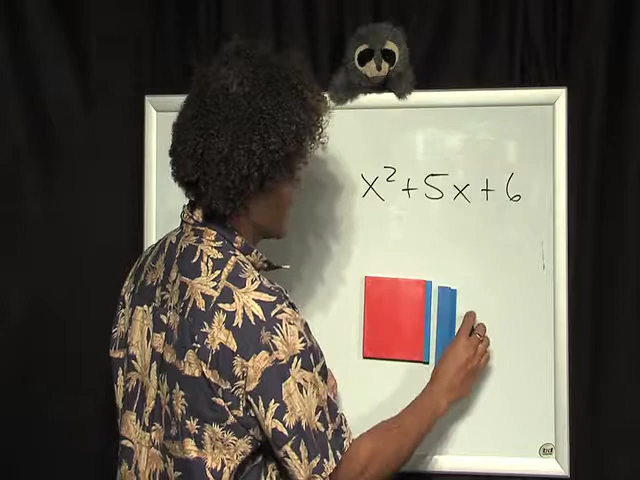 x² + 5x + 6